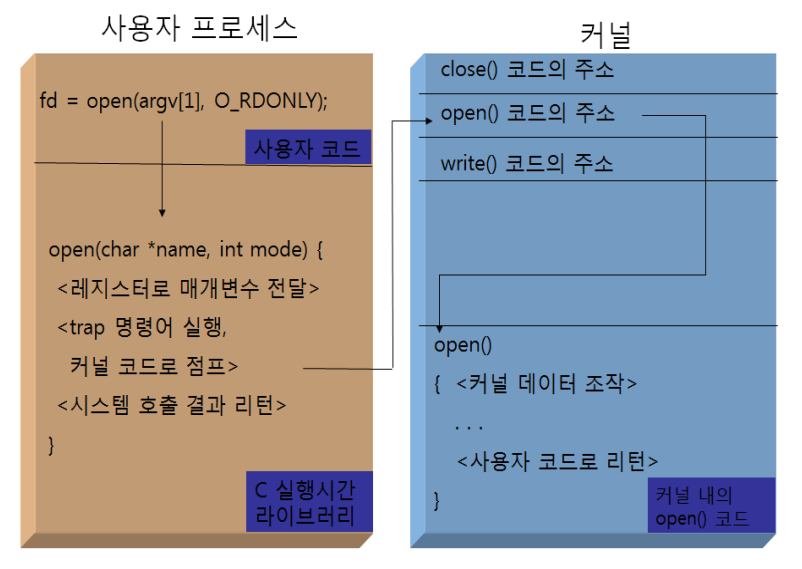 사용자 프로세스
fd = open(argv[1], O_RDONLY);
사용자 코드
open(char *name, int mode) {
<레지스터로 매개변수 전달>
<trap 명령어 실행,
커널 코드로 점프>
<시스템 호출 결과 리턴>
}
C 실행시간
라이브러리
커널
close() 코드의 주소
open() 코드의 주소
write() 코드의 주소
open()
{ <커널 데이터 조작>
. . .
<사용자 코드로 리턴>
}
커널 내의
open() 코드